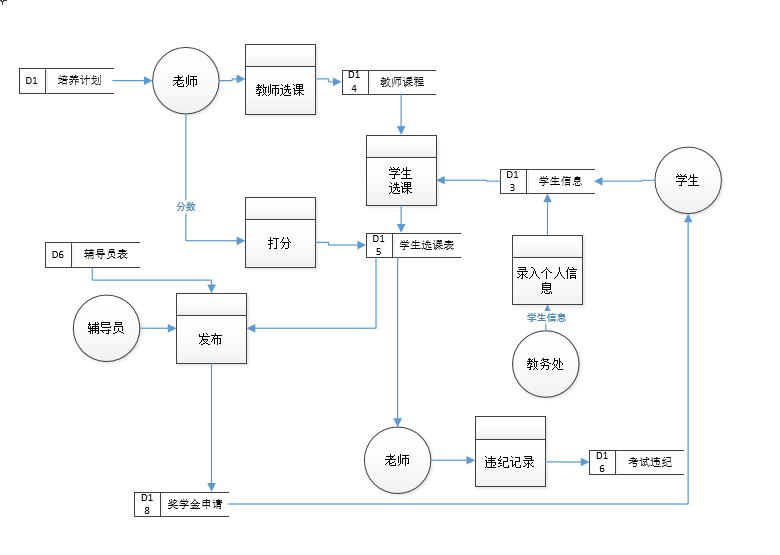 D1 培养计划
老师
教师选课
D1
4
教师课程
学生
选课
D1
3
学生信息
学生
分数
打分
D1
5
学生选课表
D6 辅导员表
录入个人信
息
学生信息
辅导员
发布
教务处
老师
违纪记录
D1
6
考试违纪
D1
8
奖学金申请